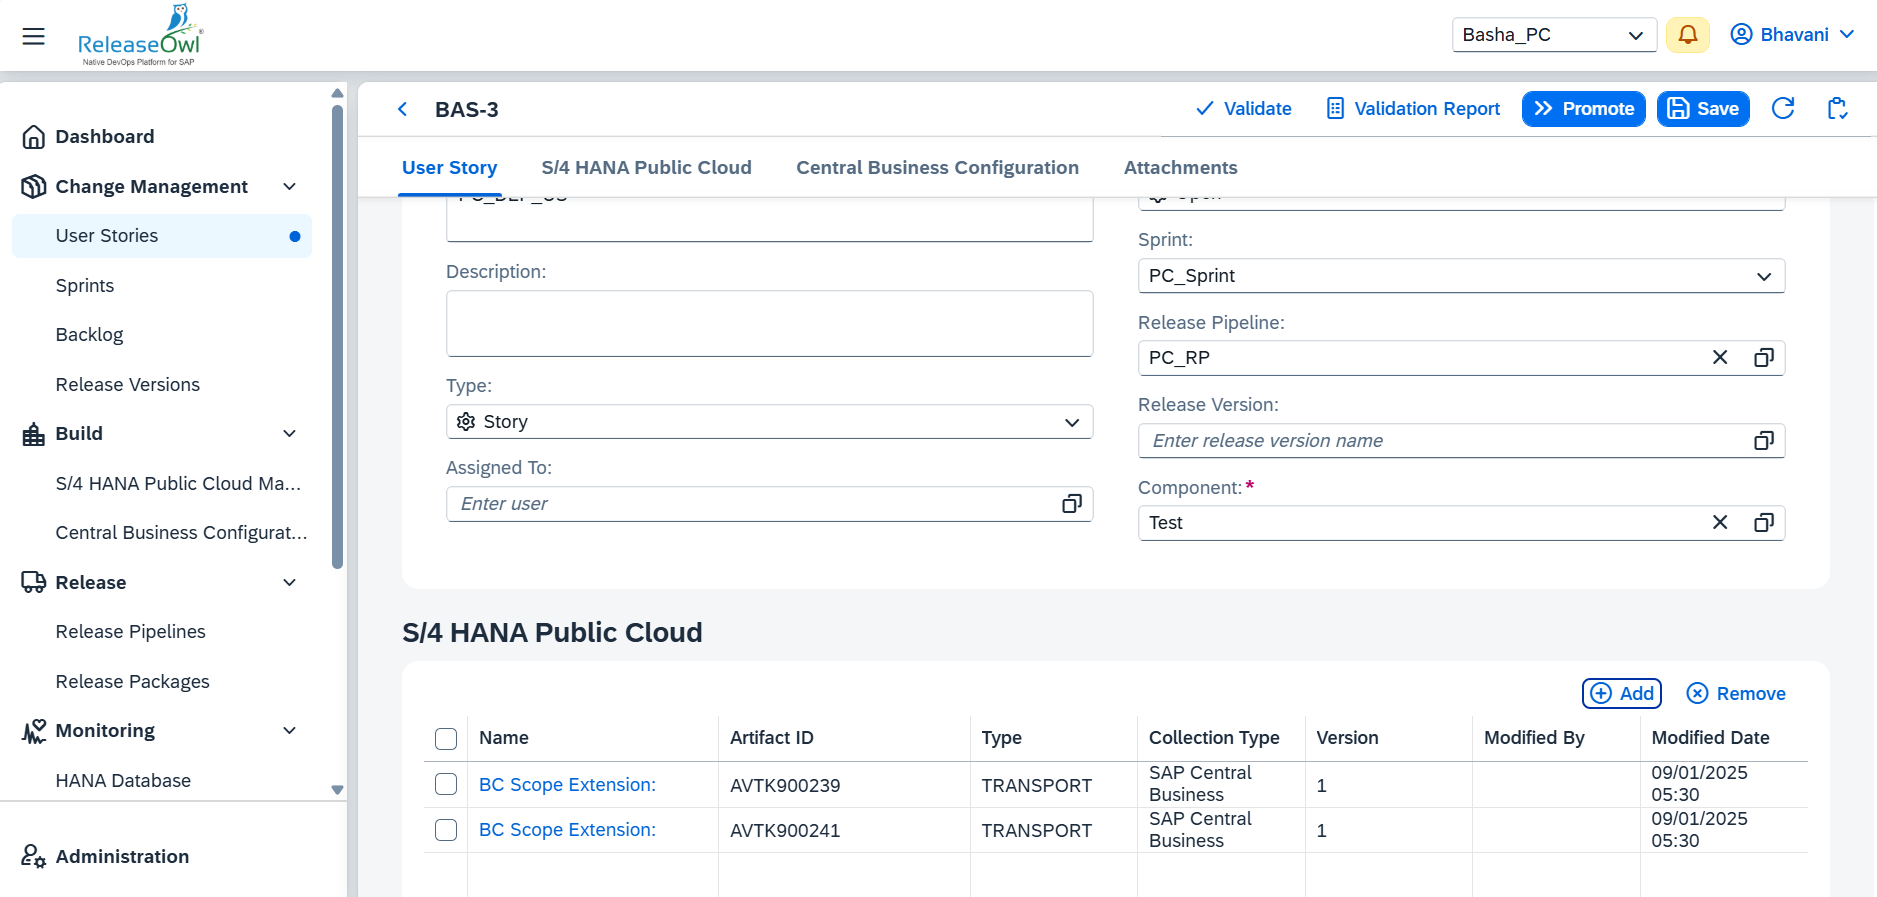 ReleaseOwl®
Native DevOps Platform for SAP
Basha_PC
Bhavani
Dashboard
Change Management
User Stories
Sprints
Backlog
Release Versions
Build
S/4 HANA Public Cloud Ma...
Central Business Configurat...
Release
Release Pipelines
Release Packages
Monitoring
HANA Database
Administration
BAS-3
Validate
Validation Report
Promote
Save
User Story
S/4 HANA Public Cloud
Central Business Configuration
Attachments
Description:
Type:
Story
Assigned To:
Enter user
Open
Sprint:
PC_Sprint
Release Pipeline:
PC_RP
Release Version:
Enter release version name
Component:*
Test
S/4 HANA Public Cloud
Add
Remove
Name Artifact ID Type Collection Type Version Modified By Modified Date
BC Scope Extension: AVTK900239 TRANSPORT SAP Central Business 1 09/01/2025 05:30
BC Scope Extension: AVTK900241 TRANSPORT SAP Central Business 1 09/01/2025 05:30